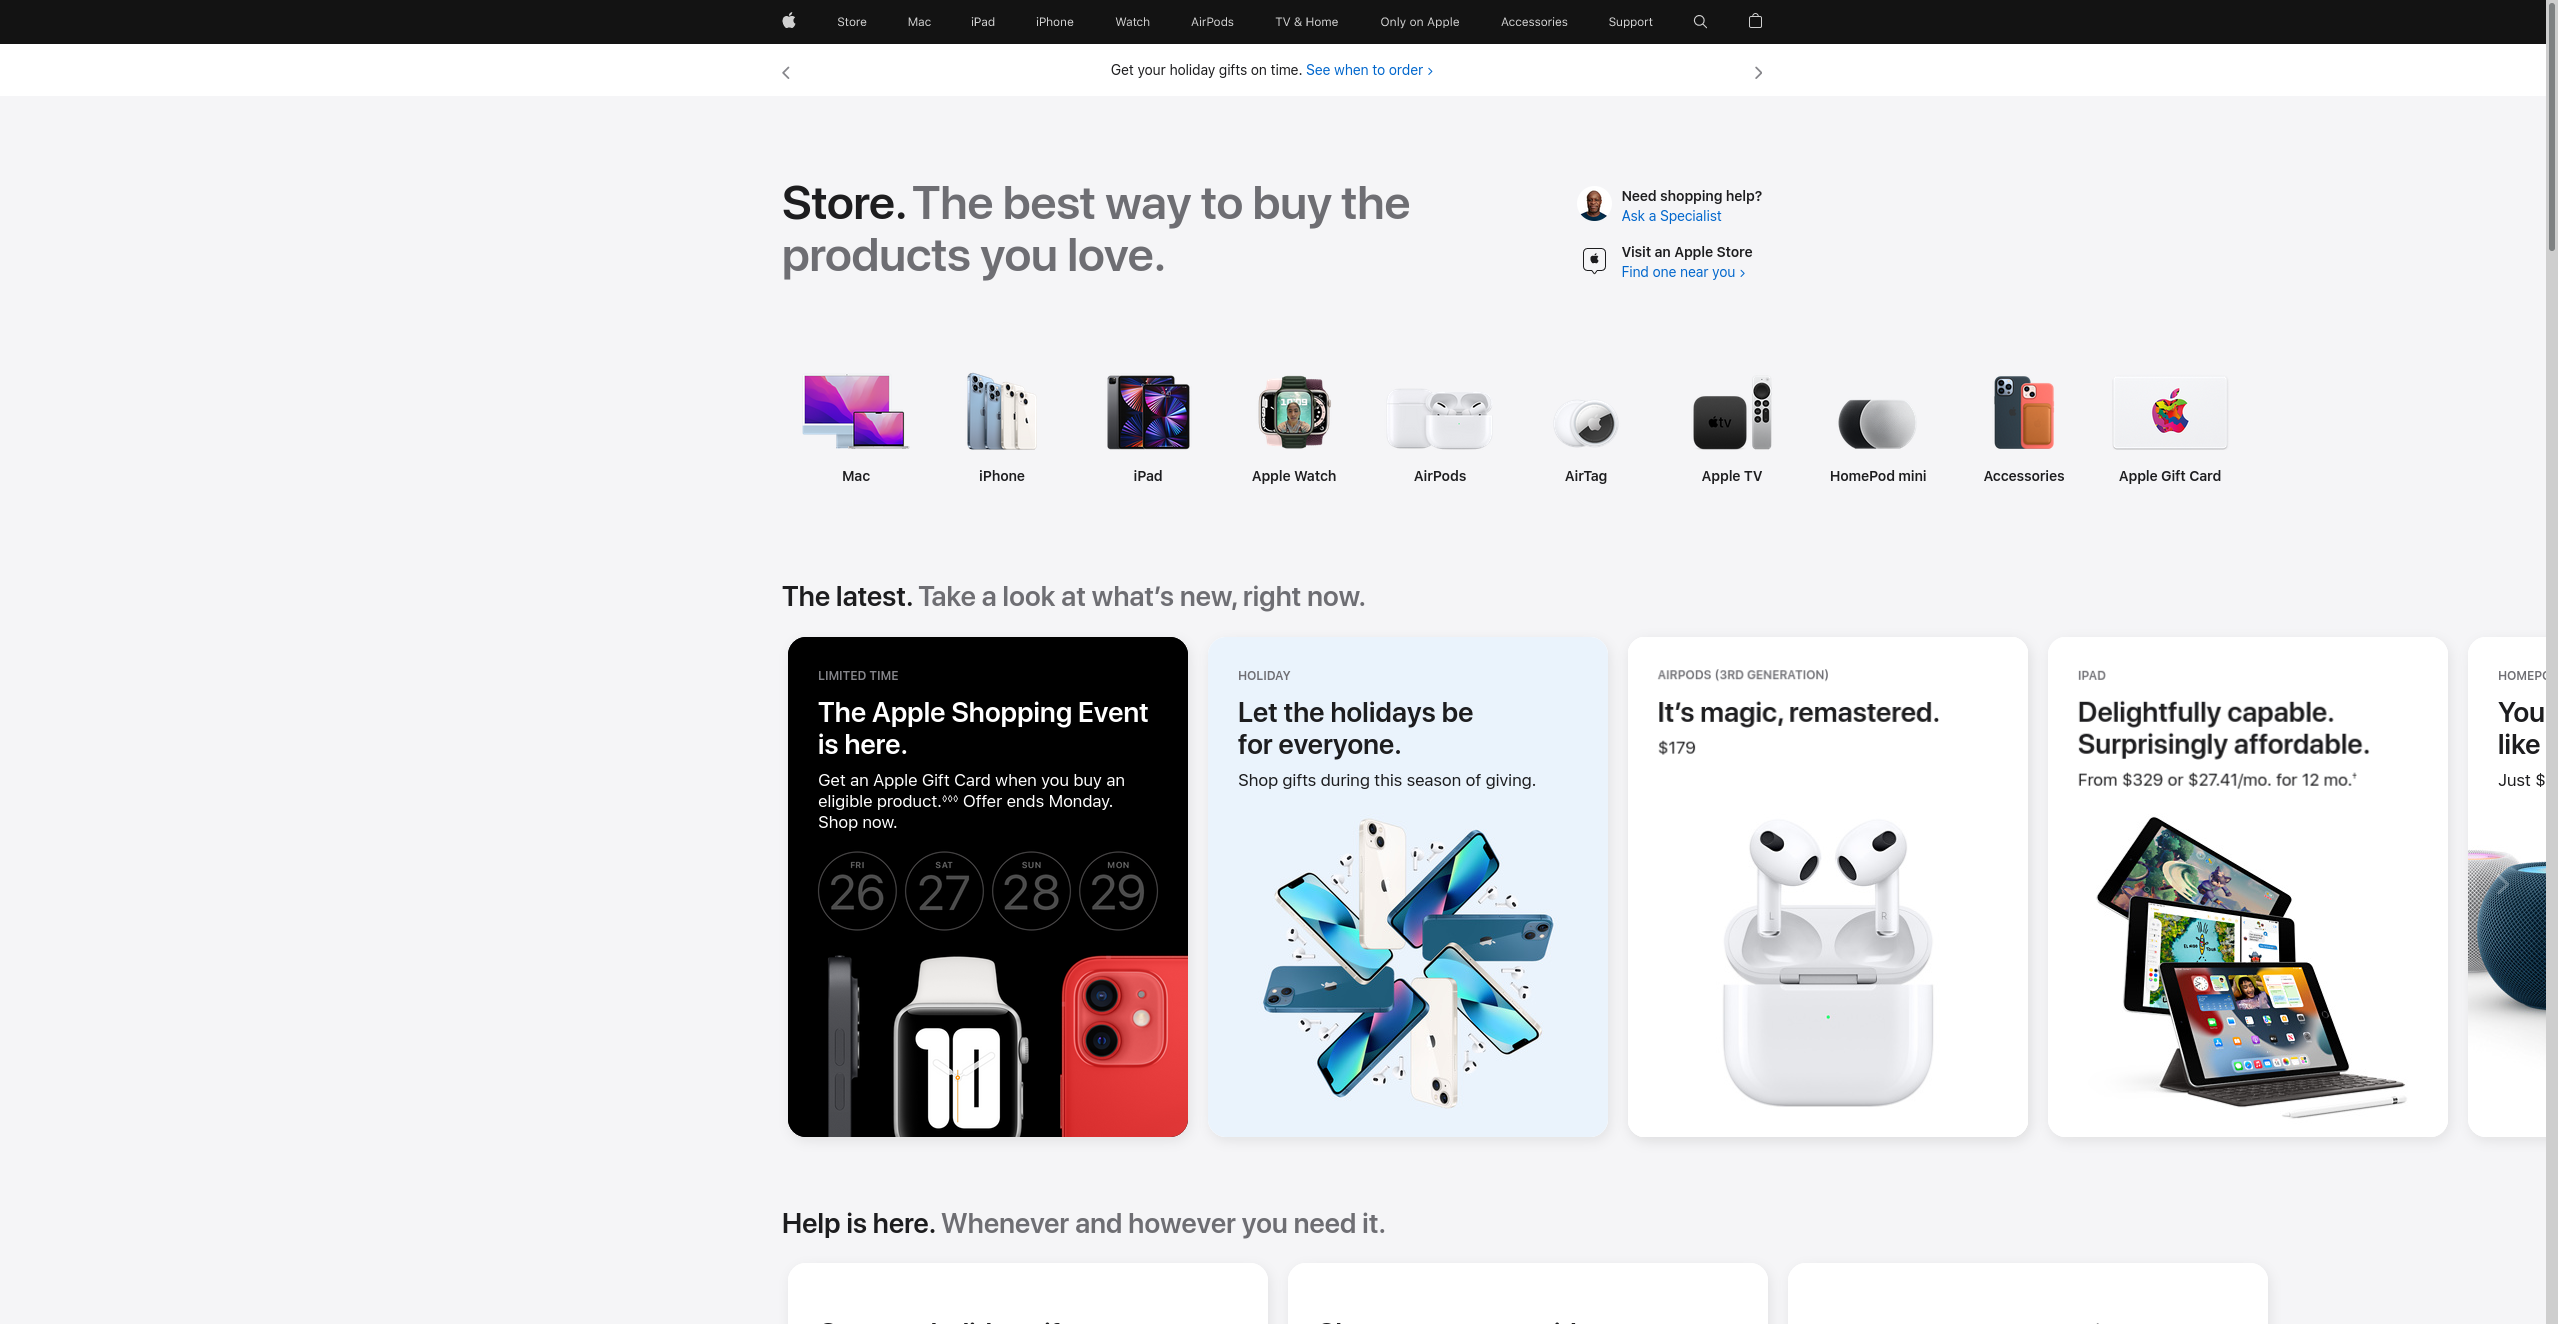 Store
Mac
iPad
iPhone
Watch
AirPods
TV & Home
Only on Apple
Accessories
Support
Get your holiday gifts on time. See when to order ›
Store. The best way to buy the
products you love.
Need shopping help?
Ask a Specialist
Visit an Apple Store
Find one near you ›
Mac
iPhone
iPad
Apple Watch
AirPods
AirTag
Apple TV
HomePod mini
Accessories
Apple Gift Card
The latest. Take a look at what’s new, right now.
LIMITED TIME
The Apple Shopping Event
is here.
Get an Apple Gift Card when you buy an
eligible product.◊◊◊ Offer ends Monday.
Shop now.
FRI
26
SAT
27
SUN
28
MON
29
10
HOLIDAY
Let the holidays be
for everyone.
Shop gifts during this season of giving.
AIRPODS (3RD GENERATION)
It’s magic, remastered.
$179
L
R
IPAD
Delightfully capable.
Surprisingly affordable.
From $329 or $27.41/mo. for 12 mo.†
You
like
Just $
Help is here. Whenever and however you need it.